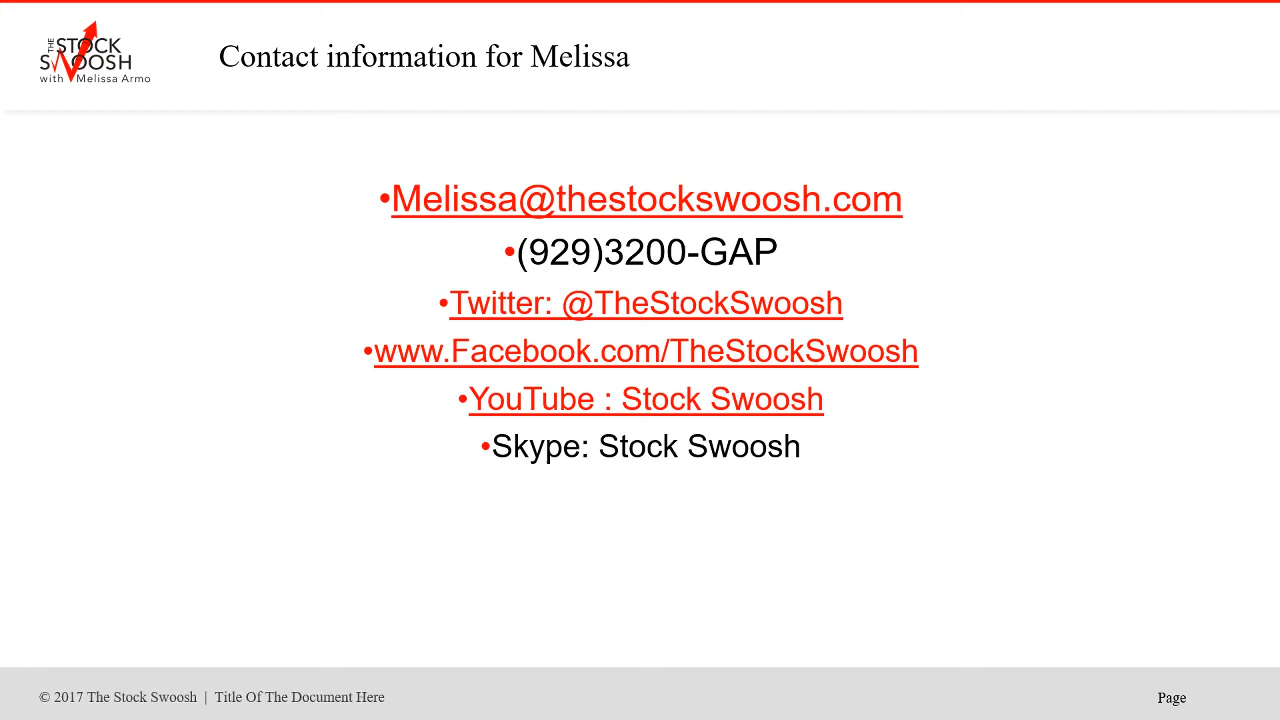 THE STOCK
SWOOSH
with Melissa Armo
Contact information for Melissa
•Melissa@thestockswoosh.com
•(929)3200-GAP
•Twitter: @TheStockSwoosh
•www.Facebook.com/TheStockSwoosh
•YouTube : Stock Swoosh
•Skype: Stock Swoosh
© 2017 The Stock Swoosh | Title Of The Document Here
Page